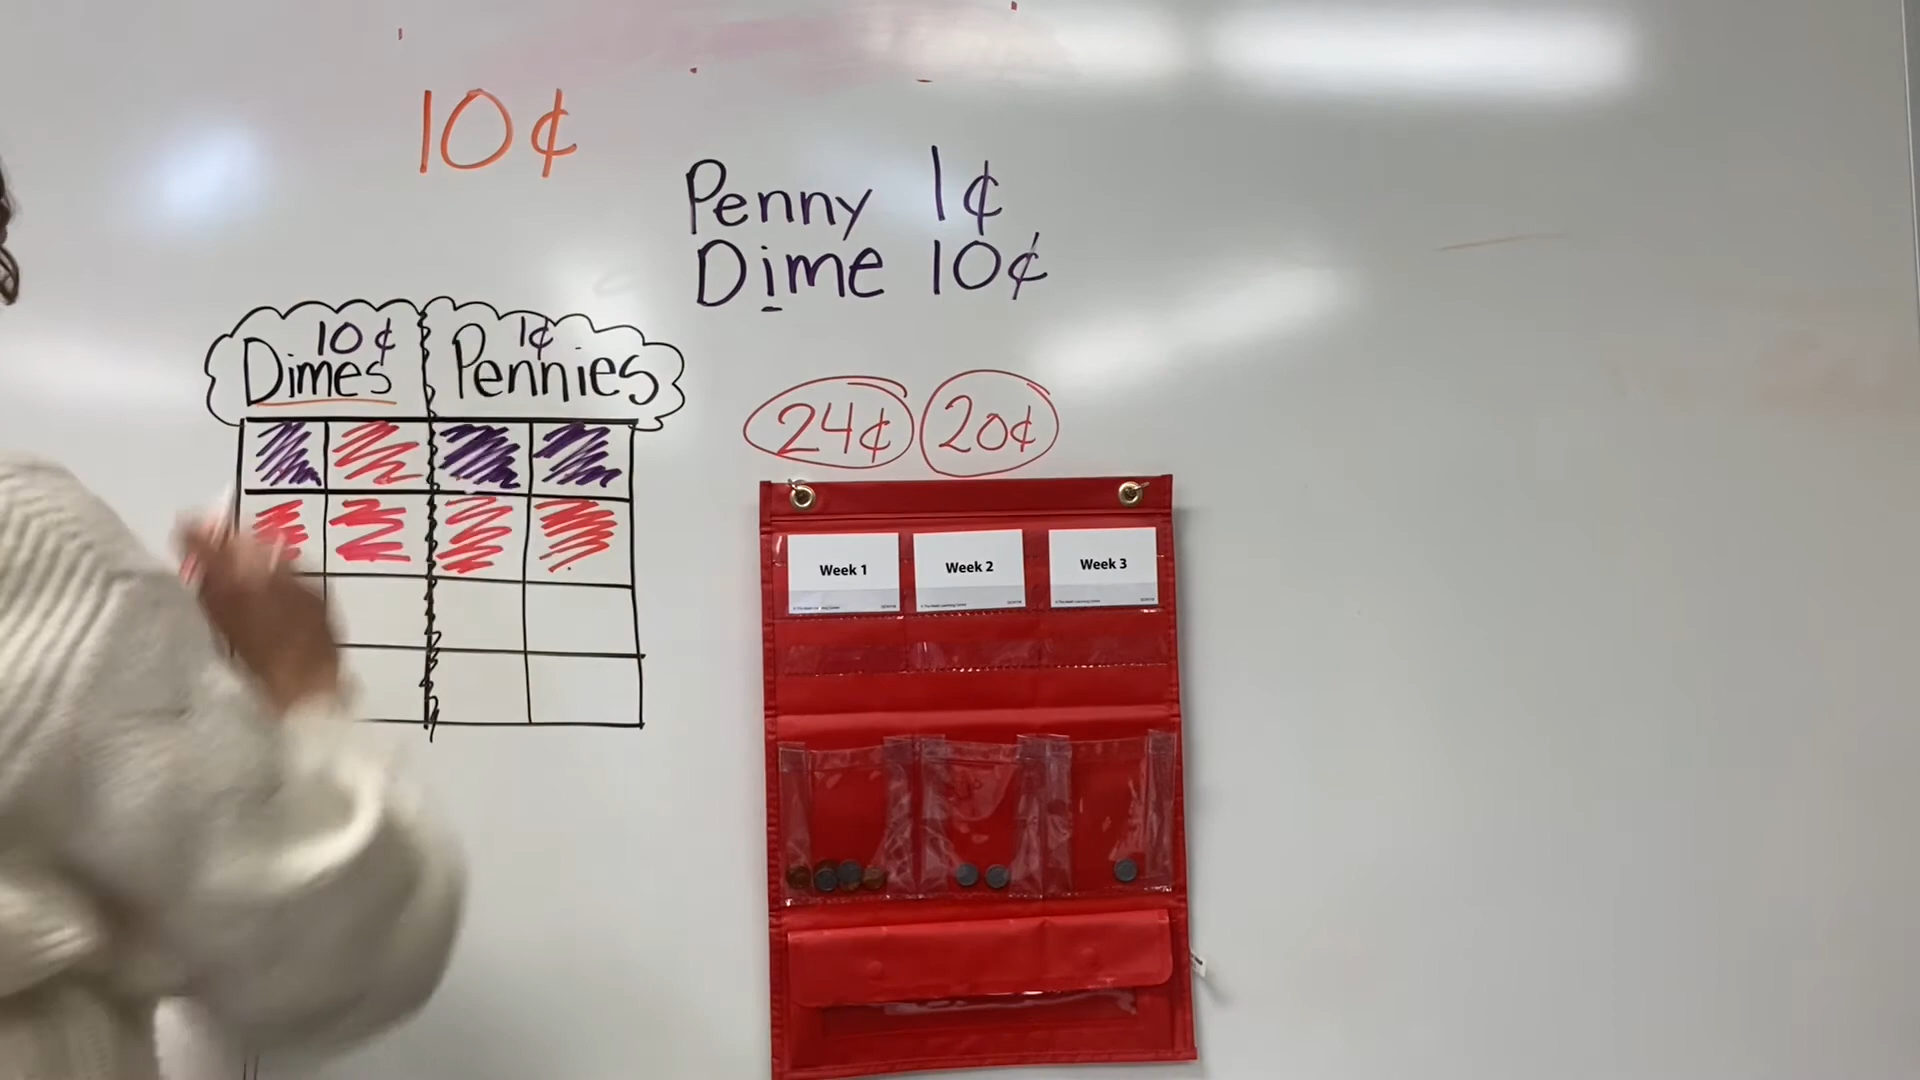 10¢
Penny 1¢
Dime 10¢
10¢ 1¢
Dimes Pennies
24¢ 20¢
Week 1 Week 2 Week 3